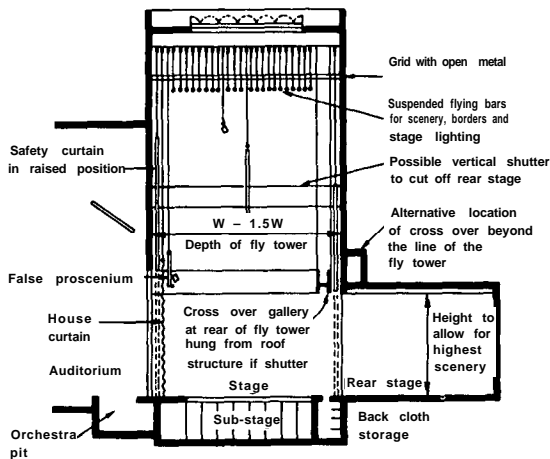 Grid with open metal
Suspended flying bars
for scenery, borders and
stage lighting
Safety curtain
in raised position
Possible vertical shutter
to cut off rear stage
W – 1.5W
Depth of fly tower
Alternative location
of cross over beyond
the line of the
fly tower
False proscenium
House
curtain
Cross over gallery
at rear of fly tower
hung from roof
structure if shutter
Height to
allow for
highest
scenery
Auditorium
Stage
Rear stage
Orchestra
pit
Sub-stage
Back cloth
storage